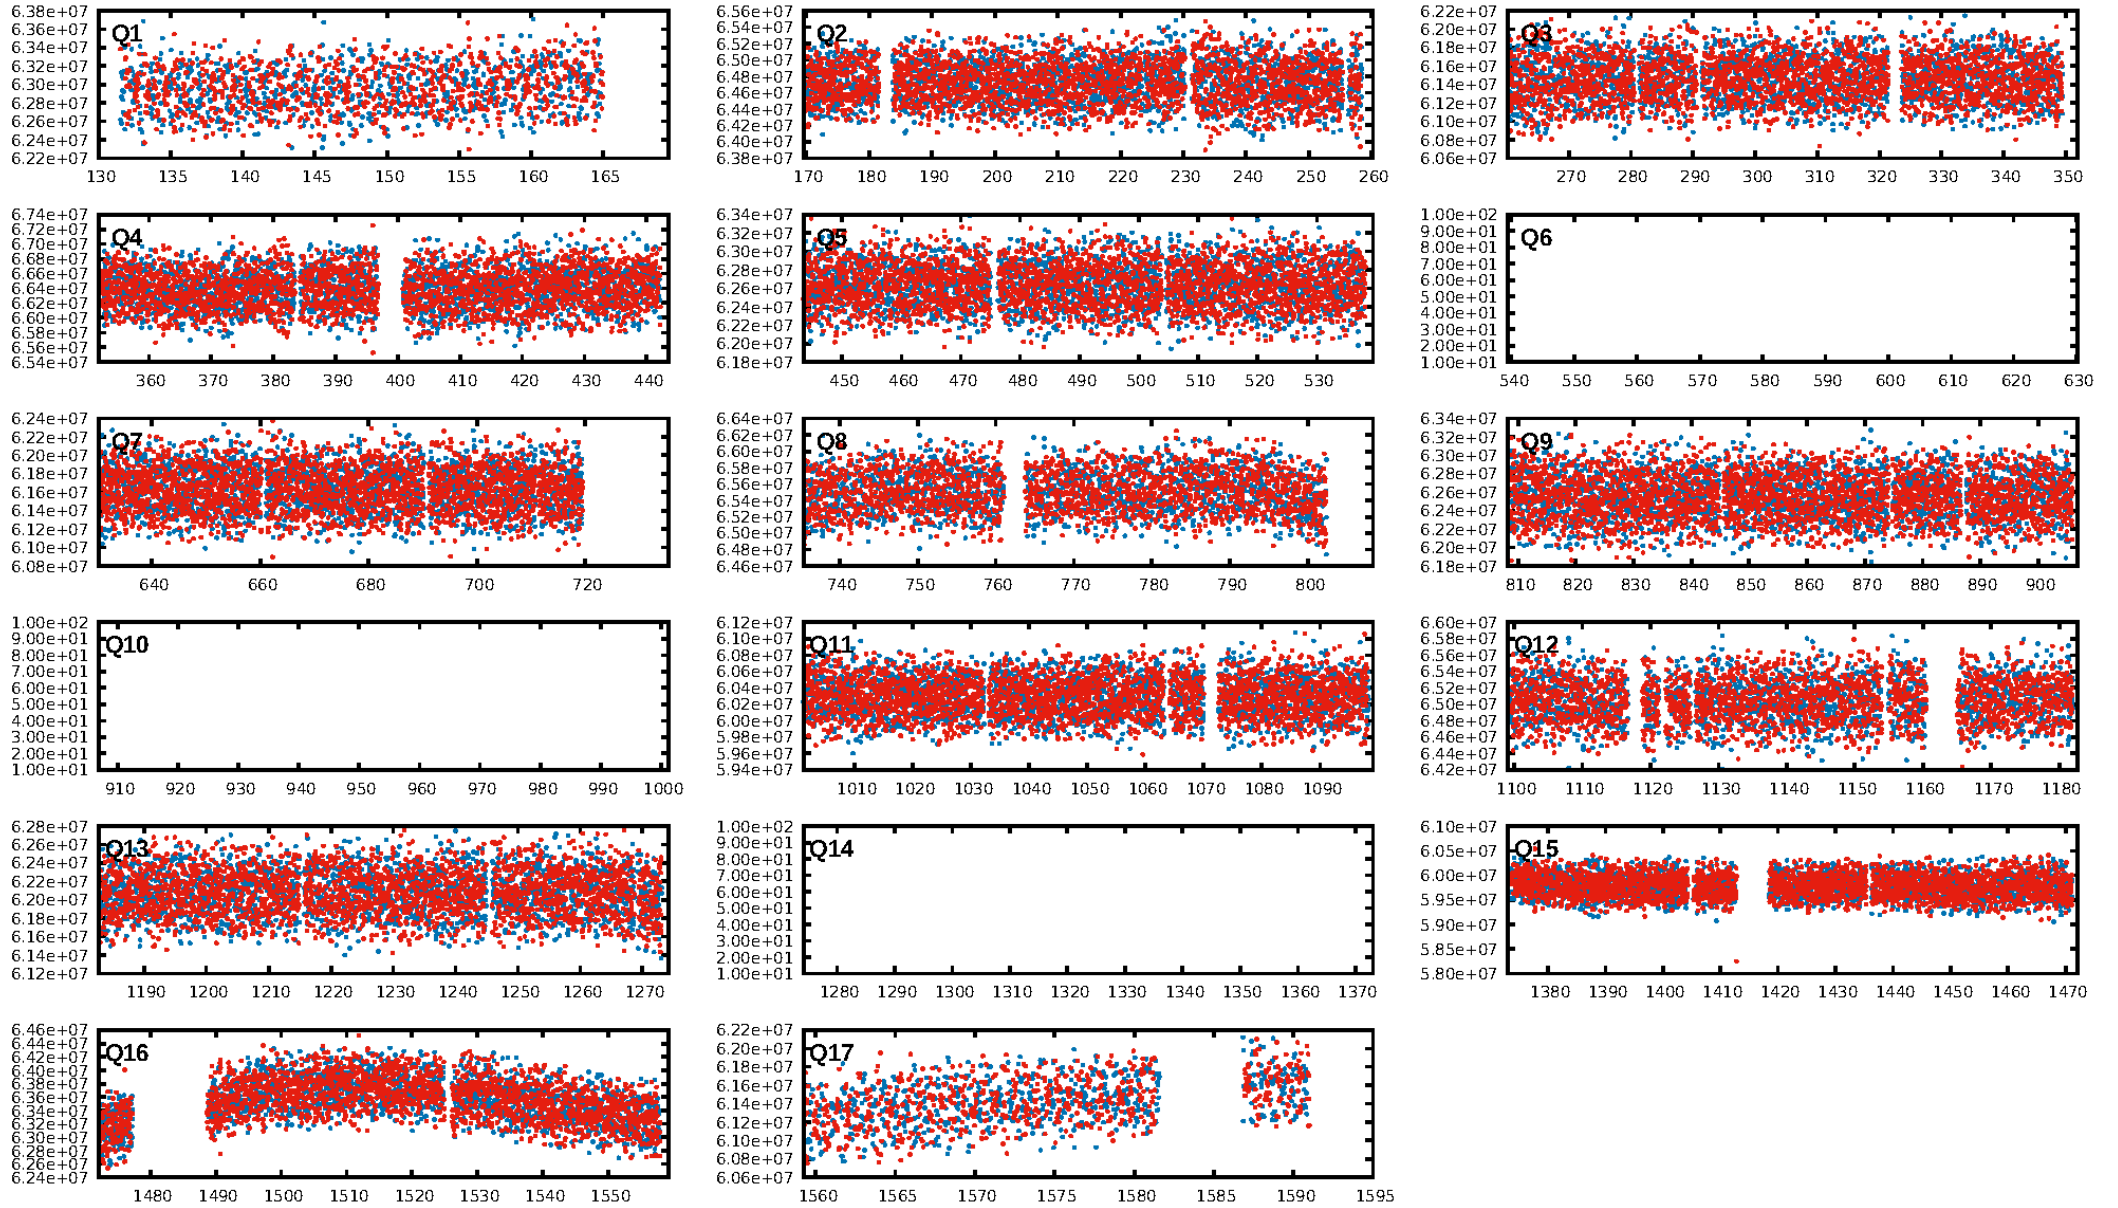 Q1
6.38e+07
6.36e+07
6.34e+07
6.32e+07
6.30e+07
6.28e+07
6.26e+07
6.24e+07
6.22e+07
130 135 140 145 150 155 160 165
Q2
6.56e+07
6.54e+07
6.52e+07
6.50e+07
6.48e+07
6.46e+07
6.44e+07
6.42e+07
6.40e+07
6.38e+07
170 180 190 200 210 220 230 240 250 260
Q3
6.22e+07
6.20e+07
6.18e+07
6.16e+07
6.14e+07
6.12e+07
6.10e+07
6.08e+07
6.06e+07
270 280 290 300 310 320 330 340 350
Q4
6.74e+07
6.72e+07
6.70e+07
6.68e+07
6.66e+07
6.64e+07
6.62e+07
6.60e+07
6.58e+07
6.56e+07
6.54e+07
360 370 380 390 400 410 420 430 440
Q5
6.34e+07
6.32e+07
6.30e+07
6.28e+07
6.26e+07
6.24e+07
6.22e+07
6.20e+07
6.18e+07
450 460 470 480 490 500 510 520 530
Q6
1.00e+02
9.00e+01
8.00e+01
7.00e+01
6.00e+01
5.00e+01
4.00e+01
3.00e+01
2.00e+01
1.00e+01
540 550 560 570 580 590 600 610 620 630
Q7
6.24e+07
6.22e+07
6.20e+07
6.18e+07
6.16e+07
6.14e+07
6.12e+07
6.10e+07
6.08e+07
640 660 680 700 720
Q8
6.64e+07
6.62e+07
6.60e+07
6.58e+07
6.56e+07
6.54e+07
6.52e+07
6.50e+07
6.48e+07
6.46e+07
740 750 760 770 780 790 800
Q9
6.34e+07
6.32e+07
6.30e+07
6.28e+07
6.26e+07
6.24e+07
6.22e+07
6.20e+07
6.18e+07
810 820 830 840 850 860 870 880 890 900
Q10
1.00e+02
9.00e+01
8.00e+01
7.00e+01
6.00e+01
5.00e+01
4.00e+01
3.00e+01
2.00e+01
1.00e+01
910 920 930 940 950 960 970 980 990 1000
Q11
6.12e+07
6.10e+07
6.08e+07
6.06e+07
6.04e+07
6.02e+07
6.00e+07
5.98e+07
5.96e+07
5.94e+07
1010 1020 1030 1040 1050 1060 1070 1080 1090
Q12
6.60e+07
6.58e+07
6.56e+07
6.54e+07
6.52e+07
6.50e+07
6.48e+07
6.46e+07
6.44e+07
6.42e+07
1100 1110 1120 1130 1140 1150 1160 1170 1180
Q13
6.28e+07
6.26e+07
6.24e+07
6.22e+07
6.20e+07
6.18e+07
6.16e+07
6.14e+07
6.12e+07
1190 1200 1210 1220 1230 1240 1250 1260 1270
Q14
1.00e+02
9.00e+01
8.00e+01
7.00e+01
6.00e+01
5.00e+01
4.00e+01
3.00e+01
2.00e+01
1.00e+01
1280 1290 1300 1310 1320 1330 1340 1350 1360 1370
Q15
6.10e+07
6.05e+07
6.00e+07
5.95e+07
5.90e+07
5.85e+07
5.80e+07
1380 1390 1400 1410 1420 1430 1440 1450 1460 1470
Q16
6.46e+07
6.44e+07
6.42e+07
6.40e+07
6.38e+07
6.36e+07
6.34e+07
6.32e+07
6.30e+07
6.28e+07
6.26e+07
6.24e+07
1480 1490 1500 1510 1520 1530 1540 1550
Q17
6.22e+07
6.20e+07
6.18e+07
6.16e+07
6.14e+07
6.12e+07
6.10e+07
6.08e+07
6.06e+07
1560 1565 1570 1575 1580 1585 1590 1595